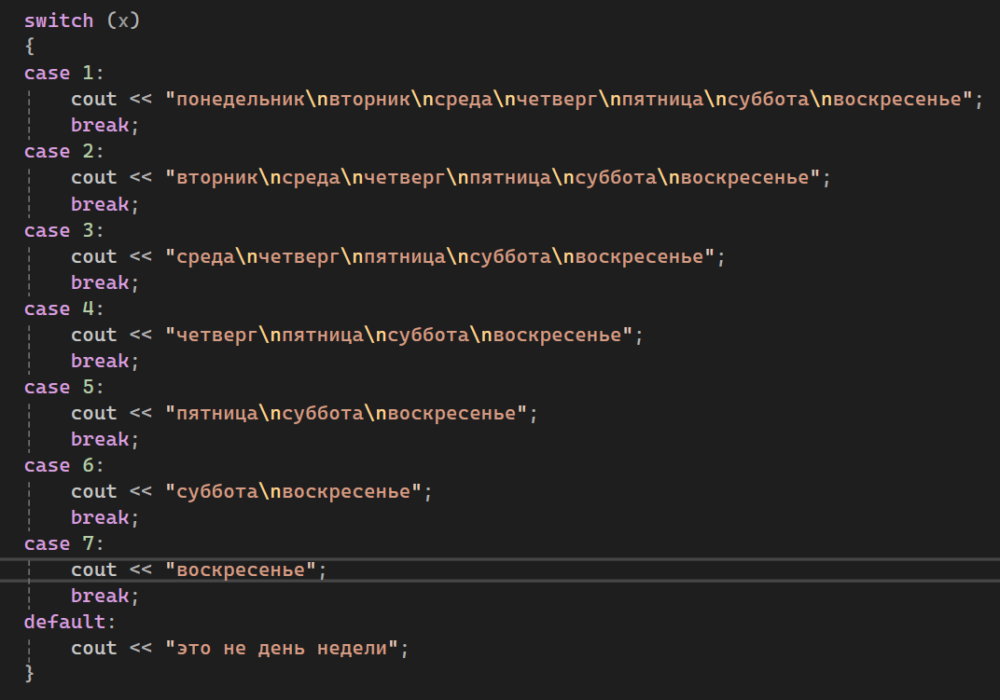 switch (x)
{
case 1:
    cout << "понедельник\nвторник\nсреда\nчетверг\nпятница\nсуббота\nвоскресенье";
    break;
case 2:
    cout << "вторник\nсреда\nчетверг\nпятница\nсуббота\nвоскресенье";
    break;
case 3:
    cout << "среда\nчетверг\nпятница\nсуббота\nвоскресенье";
    break;
case 4:
    cout << "четверг\nпятница\nсуббота\nвоскресенье";
    break;
case 5:
    cout << "пятница\nсуббота\nвоскресенье";
    break;
case 6:
    cout << "суббота\nвоскресенье";
    break;
case 7:
    cout << "воскресенье";
    break;
default:
    cout << "это не день недели";
}